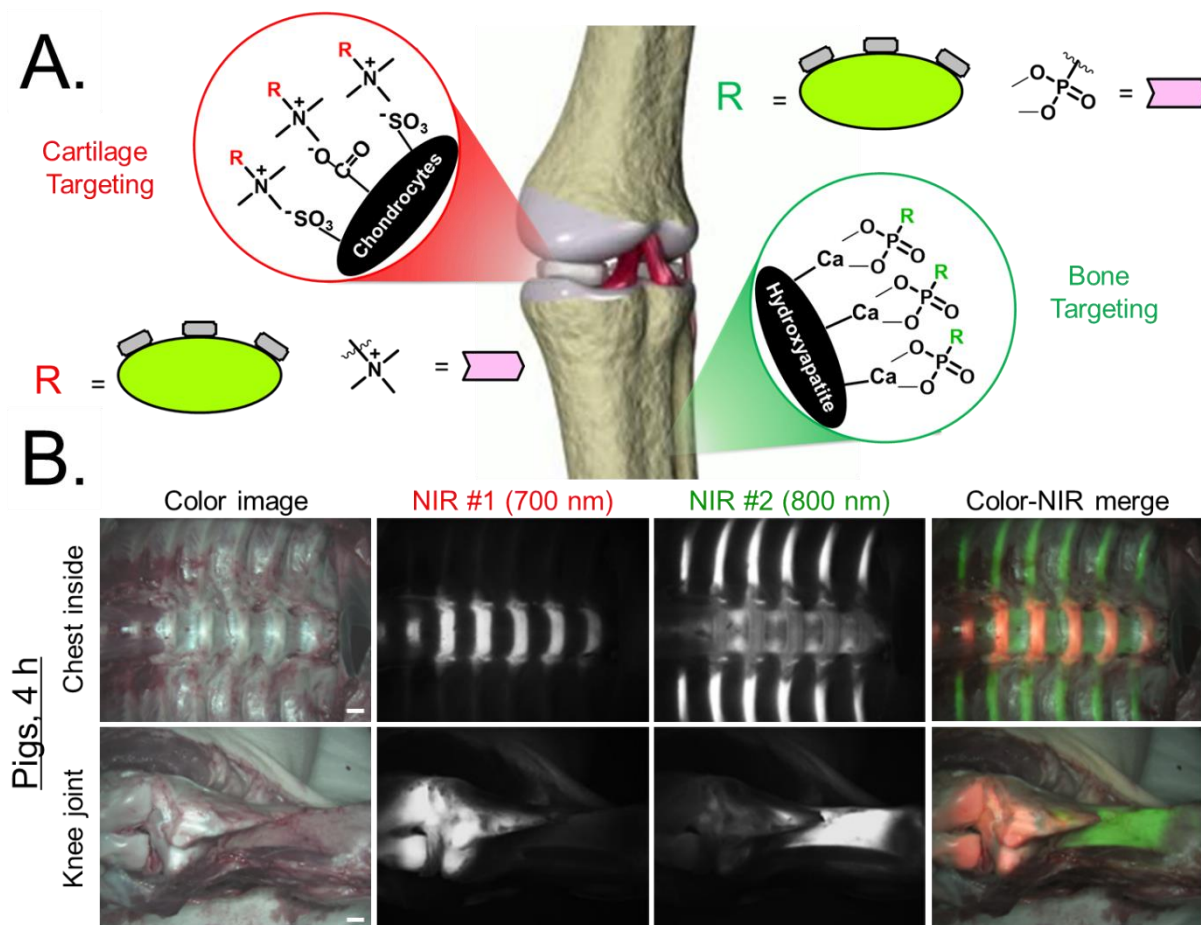 A.
Cartilage
Targeting
R
N
+
R
N
+
R
N
+
-SO3
-O
C
O
-SO3
Chondrocytes
R =
O
P
O
O
=
Hydroxyapatite
Ca
O
P
R
O
O
Ca
O
P
R
O
O
Ca
O
P
R
O
O
Bone
Targeting
R =
N
+
=
B.
Color image
NIR #1 (700 nm)
NIR #2 (800 nm)
Color-NIR merge
Pigs, 4 h
Chest inside
Knee joint